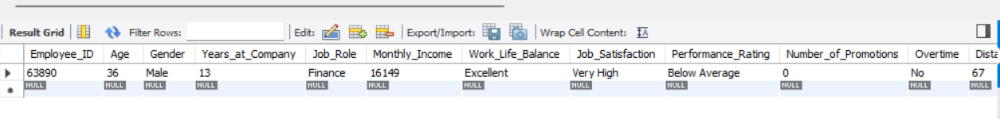 Result Grid Filter Rows: Edit: Export/Import: Wrap Cell Content: IA
Employee_ID Age Gender Years_at_Company Job_Role Monthly_Income Work_Life_Balance Job_Satisfaction Performance_Rating Number_of_Promotions Overtime Dista
63890 36 Male 13 Finance 16149 Excellent Very High Below Average 0 No 67
NULL NULL NULL NULL NULL NULL NULL NULL NULL NULL NULL NULL